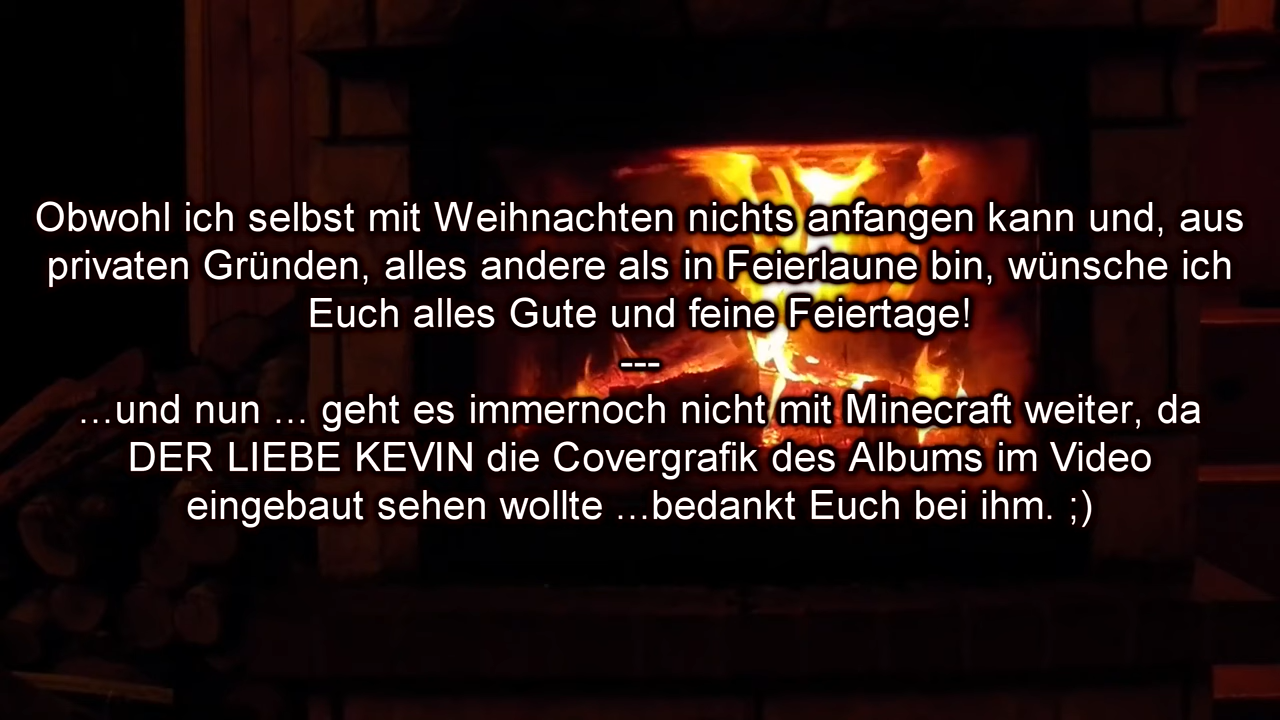 Obwohl ich selbst mit Weihnachten nichts anfangen kann und, aus
privaten Gründen, alles andere als in Feierlaune bin, wünsche ich
Euch alles Gute und feine Feiertage!
---
...und nun ... geht es immernoch nicht mit Minecraft weiter, da
DER LIEBE KEVIN die Covergrafik des Albums im Video
eingebaut sehen wollte ...bedankt Euch bei ihm. ;)